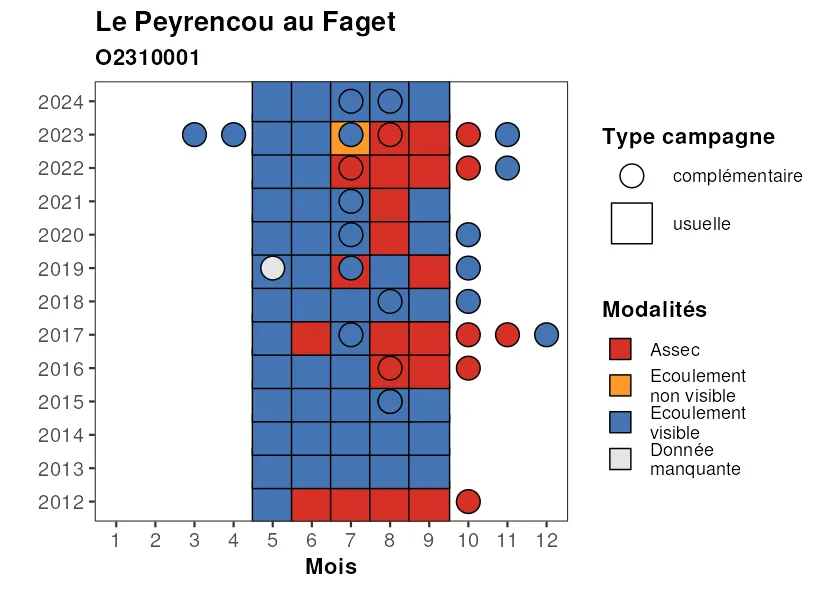 Le Peyrencou au Faget
O2310001
2024
2023
2022
2021
2020
2019
2018
2017
2016
2015
2014
2013
2012
1 2 3 4 5 6 7 8 9 10 11 12
Mois
Type campagne
complémentaire
usuelle
Modalités
Assec
Ecoulement
non visible
Ecoulement
visible
Donnée
manquante